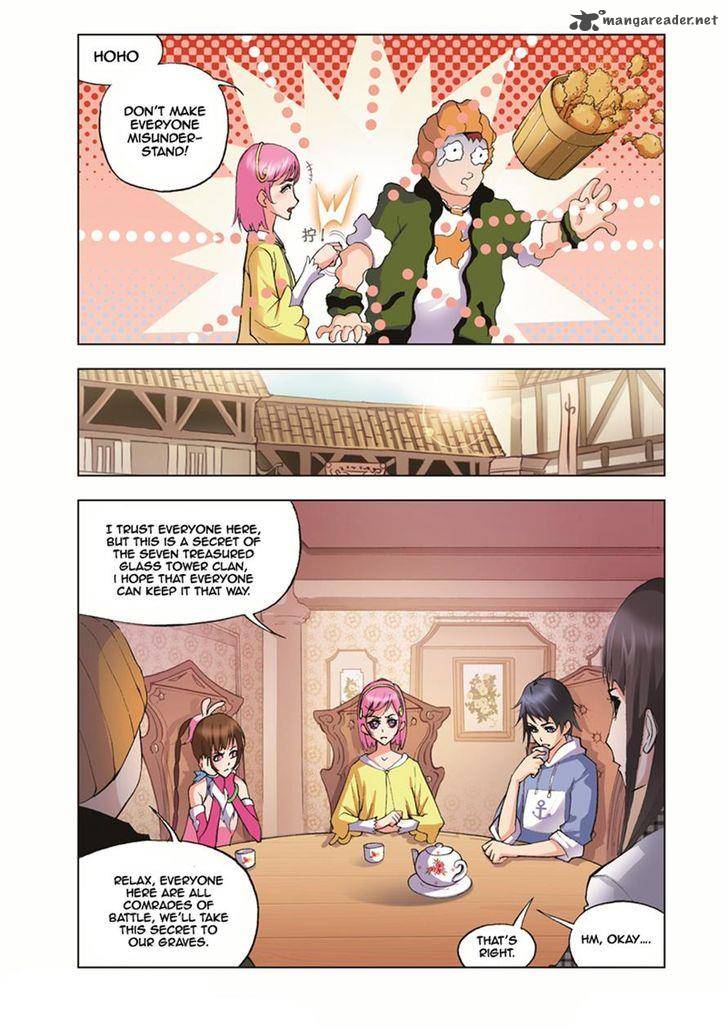 mangareader.net
HOHO
DON'T MAKE
EVERYONE
MISUNDER-
STAND!
拧
I TRUST EVERYONE HERE,
BUT THIS IS A SECRET OF
THE SEVEN TREASURED
GLASS TOWER CLAN,
I HOPE THAT EVERYONE
CAN KEEP IT THAT WAY.
RELAX, EVERYONE
HERE ARE ALL
COMRADES OF
BATTLE, WE'LL TAKE
THIS SECRET TO
OUR GRAVES.
THAT'S
RIGHT.
HM, OKAY....